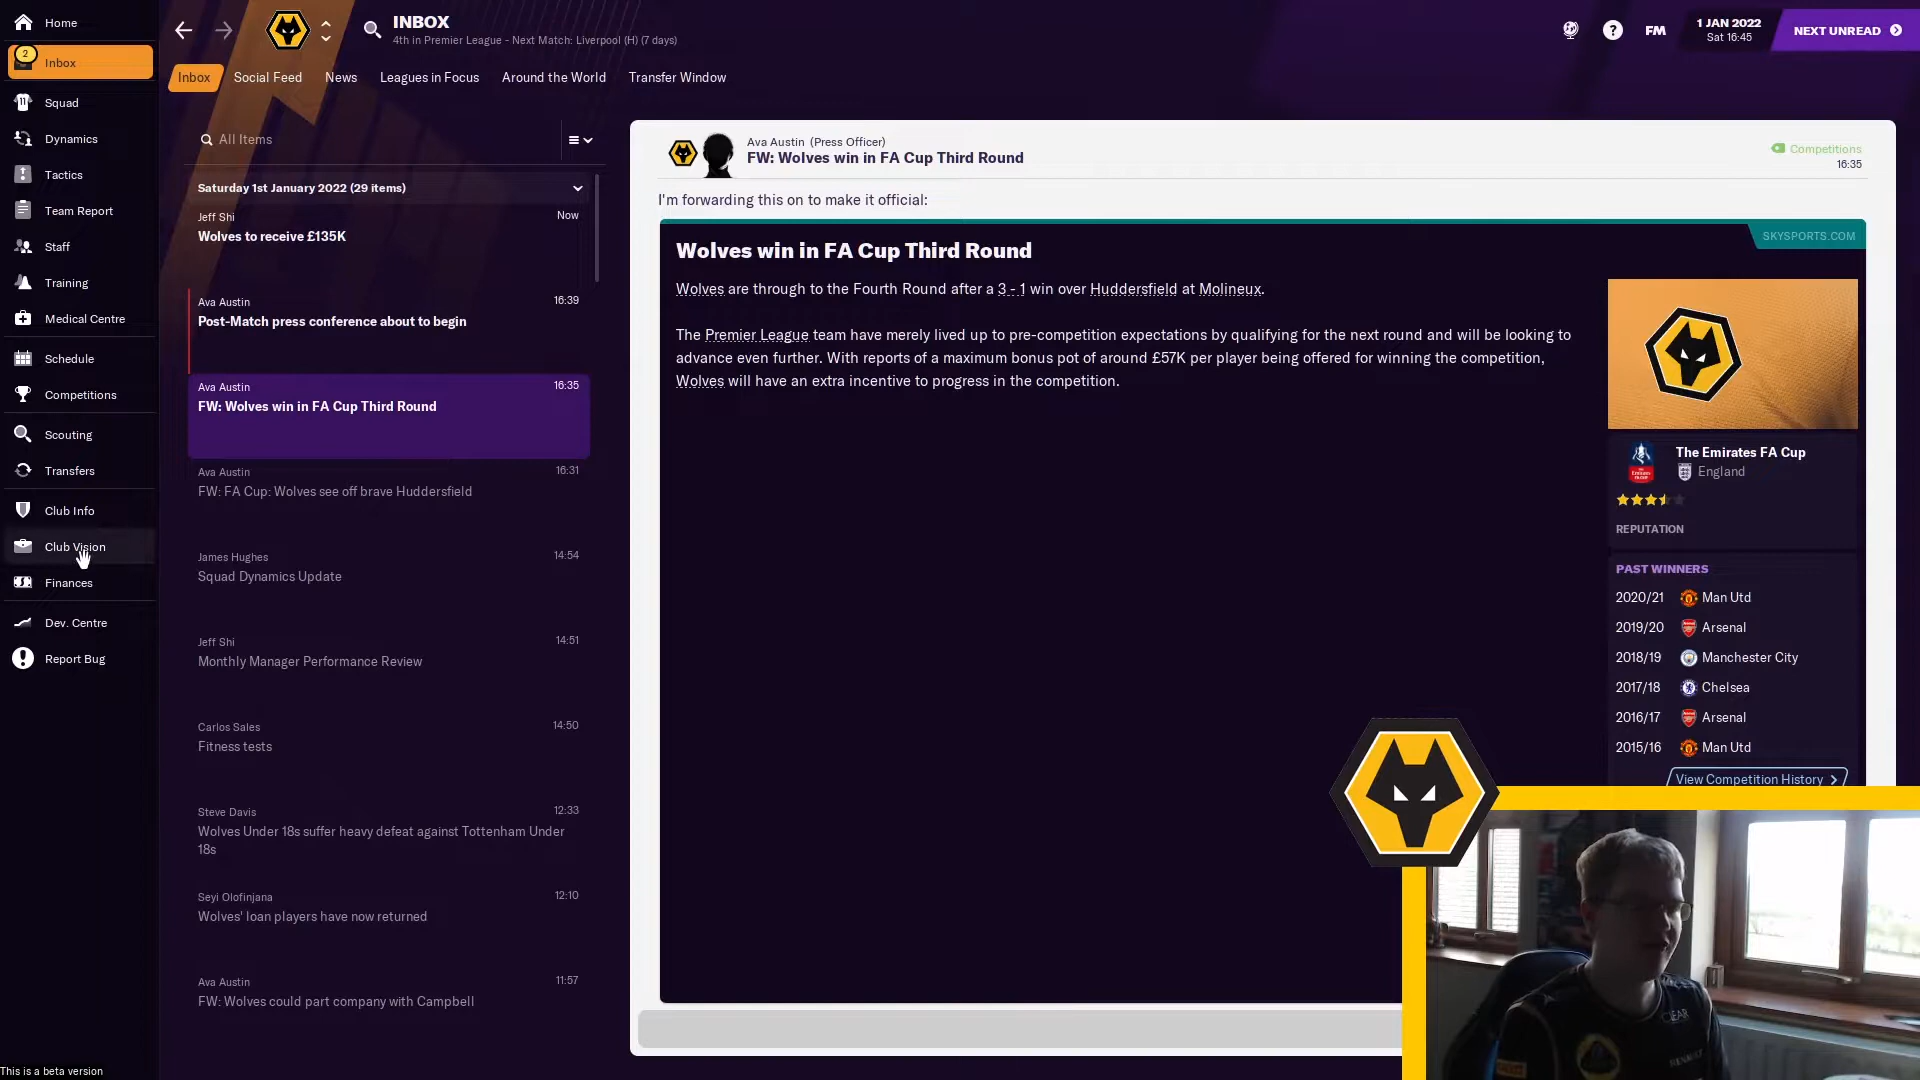 Home
2
Inbox
Squad
Dynamics
Tactics
Team Report
Staff
Training
Medical Centre
Schedule
Competitions
Scouting
Transfers
Club Info
Club Vision
Finances
Dev. Centre
Report Bug
This is a beta version
INBOX
4th in Premier League - Next Match: Liverpool (H) (7 days)
FM
1 JAN 2022
Sat 16:45
NEXT UNREAD
Inbox
Social Feed
News
Leagues in Focus
Around the World
Transfer Window
All Items
Saturday 1st January 2022 (29 items)
Jeff Shi
Now
Wolves to receive £135K
Ava Austin
16:39
Post-Match press conference about to begin
Ava Austin
16:35
FW: Wolves win in FA Cup Third Round
Ava Austin
16:31
FW: FA Cup: Wolves see off brave Huddersfield
James Hughes
14:54
Squad Dynamics Update
Jeff Shi
14:51
Monthly Manager Performance Review
Carlos Sales
14:50
Fitness tests
Steve Davis
12:33
Wolves Under 18s suffer heavy defeat against Tottenham Under
18s
Seyi Olofinjana
12:10
Wolves' loan players have now returned
Ava Austin
11:57
FW: Wolves could part company with Campbell
Ava Austin (Press Officer)
FW: Wolves win in FA Cup Third Round
Competitions
16:35
I'm forwarding this on to make it official:
SKYSPORTS.COM
Wolves win in FA Cup Third Round
Wolves are through to the Fourth Round after a 3 - 1 win over Huddersfield at Molineux.
The Premier League team have merely lived up to pre-competition expectations by qualifying for the next round and will be looking to
advance even further. With reports of a maximum bonus pot of around £57K per player being offered for winning the competition,
Wolves will have an extra incentive to progress in the competition.
The Emirates FA Cup
England
REPUTATION
PAST WINNERS
2020/21 Man Utd
2019/20 Arsenal
2018/19 Manchester City
2017/18 Chelsea
2016/17 Arsenal
2015/16 Man Utd
View Competition History